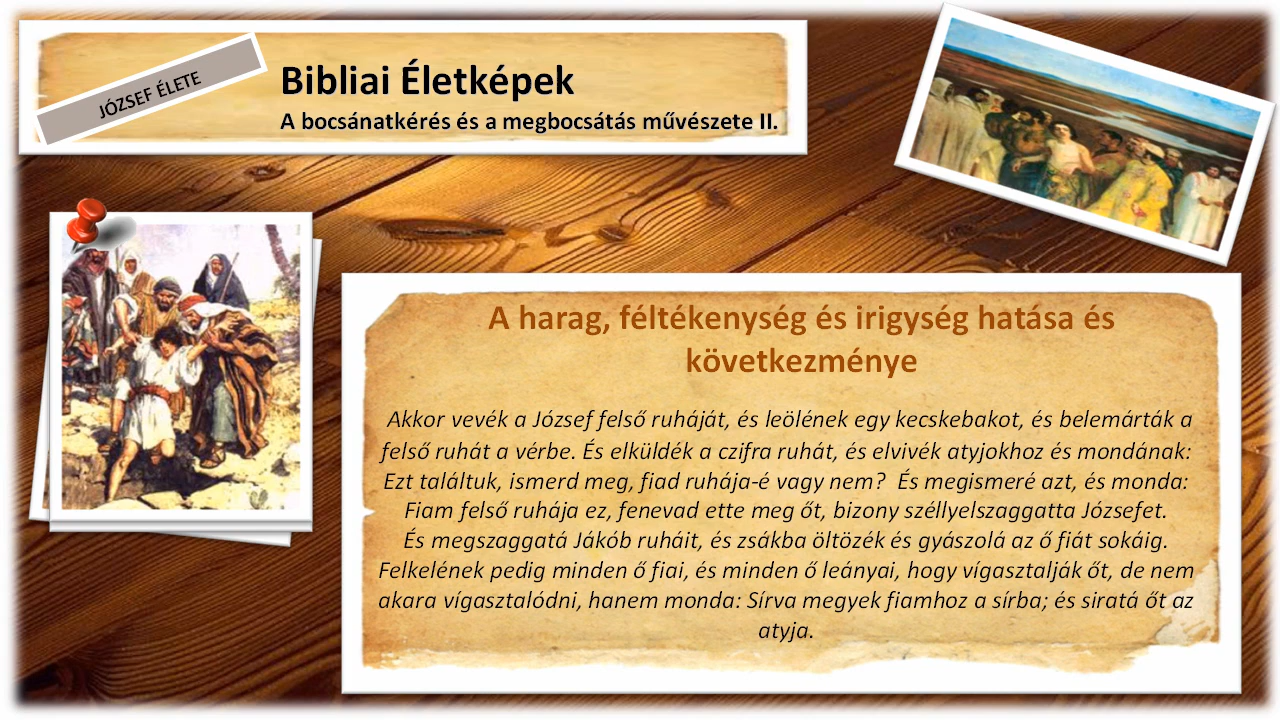 JÓZSEF ÉLETE
Bibliai Életképek
A bocsánatkérés és a megbocsátás művészete II.
A harag, féltékenység és irigység hatása és
következménye
Akkor vevék a József felső ruháját, és leölének egy kecskebakot, és belemárták a
felső ruhát a vérbe. És elküldék a czifra ruhát, és elvivék atyjokhoz és mondának:
Ezt találtuk, ismerd meg, fiad ruhája-é vagy nem? És megismeré azt, és monda:
Fiam felső ruhája ez, fenevad ette meg őt, bizony széllyelszaggatta Józsefet.
És megszaggatá Jákób ruháit, és zsákba öltözék és gyászolá az ő fiát sokáig.
Felkelének pedig minden ő fiai, és minden ő leányai, hogy vígasztalják őt, de nem
akara vígasztalódni, hanem monda: Sírva megyek fiamhoz a sírba; és siratá őt az
atyja.